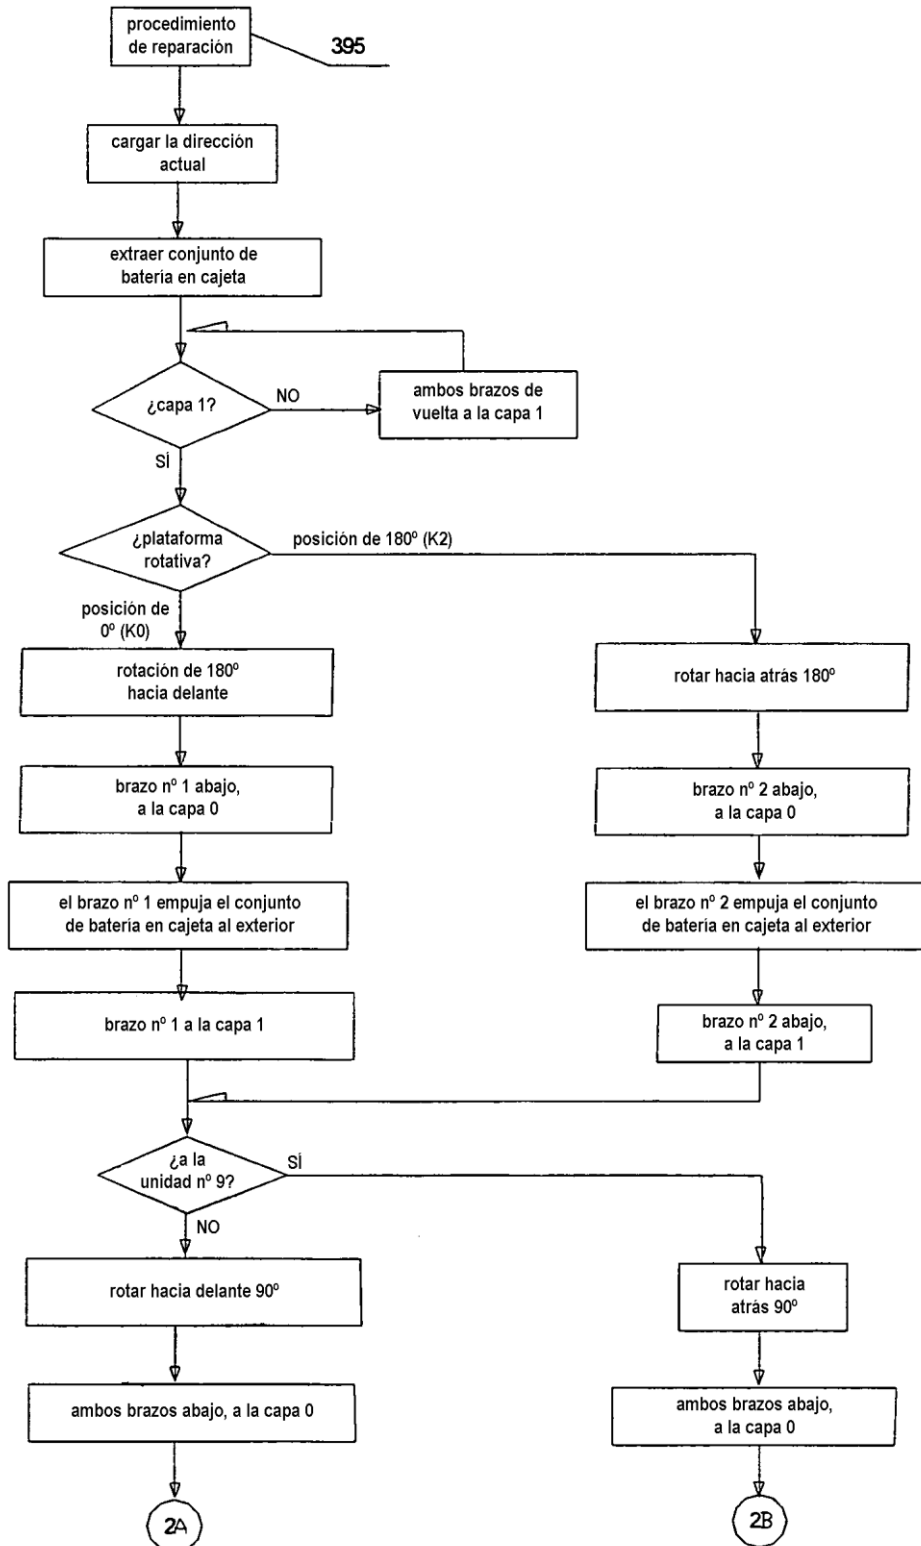 procedimiento
de reparación
395
cargar la dirección
actual
extraer conjunto de
batería en cajeta
¿capa 1?
NO
ambos brazos de
vuelta a la capa 1
SÍ
¿plataforma
rotativa?
posición de 180º (K2)
posición de
0º (K0)
rotación de 180º
hacia delante
rotar hacia atrás 180º
brazo nº 1 abajo,
a la capa 0
brazo nº 2 abajo,
a la capa 0
el brazo nº 1 empuja el conjunto
de batería en cajeta al exterior
el brazo nº 2 empuja el conjunto
de batería en cajeta al exterior
brazo nº 1 a la capa 1
brazo nº 2 abajo,
a la capa 1
¿a la
unidad nº 9?
SÍ
NO
rotar hacia delante 90º
rotar hacia
atrás 90º
ambos brazos abajo, a la capa 0
ambos brazos abajo,
a la capa 0
2A
2B